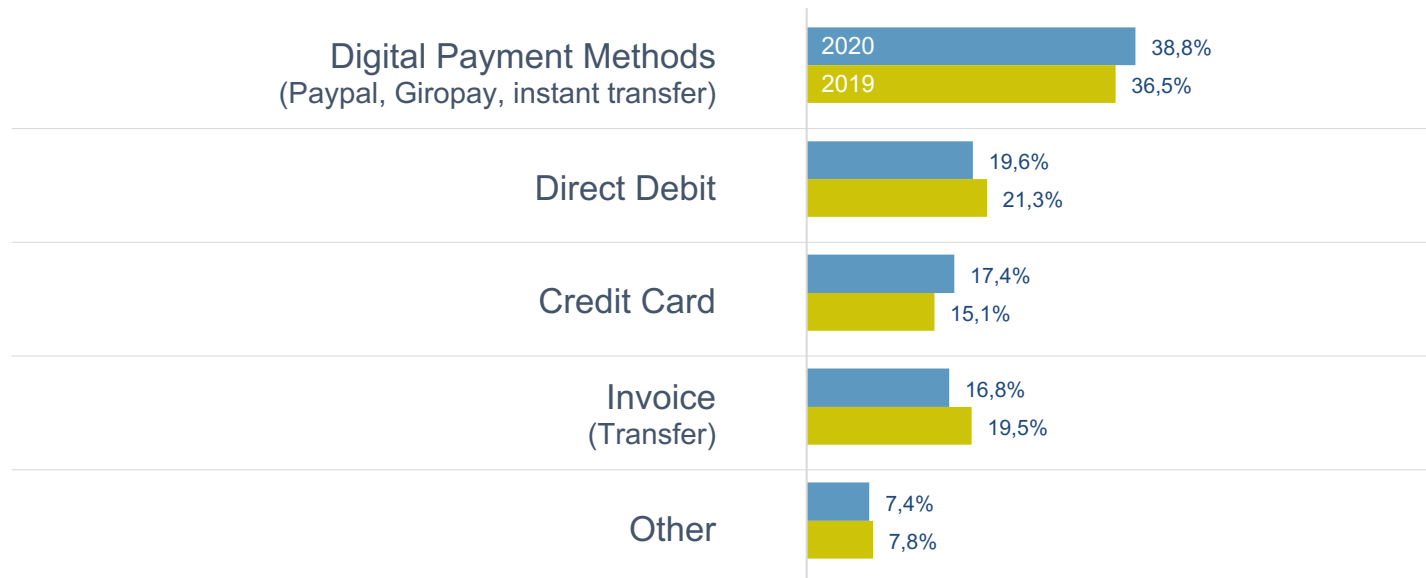 Digital Payment Methods
(Paypal, Giropay, instant transfer)
2020
38,8%
2019
36,5%
Direct Debit
19,6%
21,3%
Credit Card
17,4%
15,1%
Invoice
(Transfer)
16,8%
19,5%
Other
7,4%
7,8%